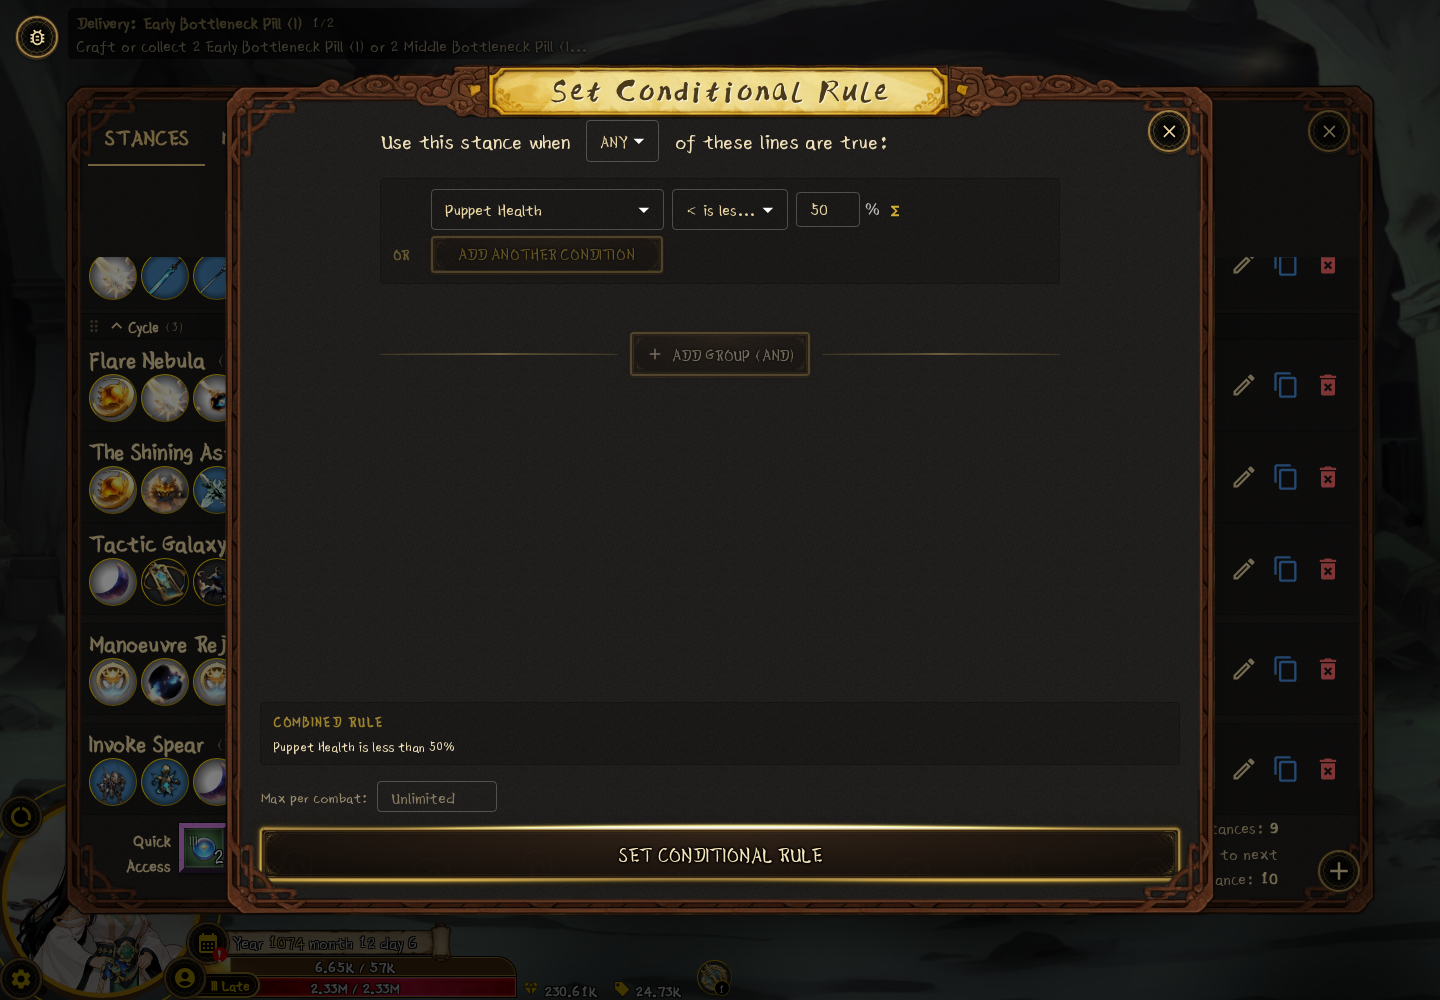 Delivery: Early Bottleneck Pill (I) 1/2
Craft or collect 2 Early Bottleneck Pill (I) or 2 Middle Bottleneck Pill (I...
Set Conditional Rule
STANCES
Use this stance when ANY of these lines are true:
Puppet Health < is les... 50 % Σ
OR ADD ANOTHER CONDITION
Cycle (3)
+ ADD GROUP (AND)
Flare Nebula
The Shining As
Tactic Galaxy
Manoeuvre Rej
Invoke Spear
COMBINED RULE
Puppet Health is less than 50%
Max per combat: Unlimited
SET CONDITIONAL RULE
Quick
Access
III
2
tances: 9
to next
ance: 10
Year 1074 month 12 day 6
6.65K / 57K
III Late
2.33M / 2.33M
230.61K
24.73K
1